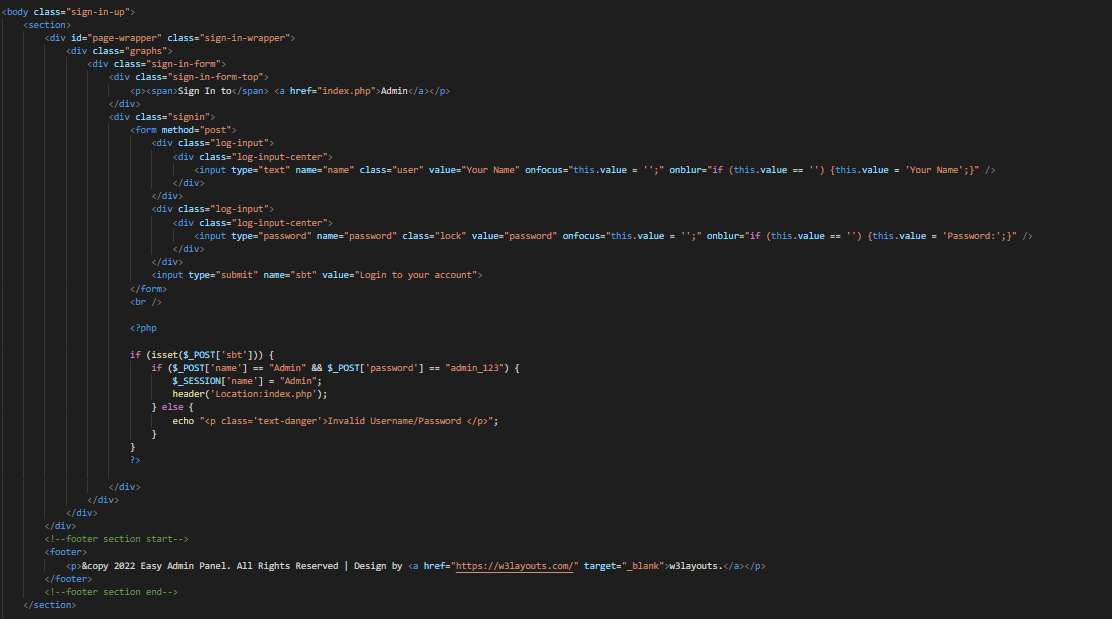 <body class="sign-in-up">
<section>
<div id="page-wrapper" class="sign-in-wrapper">
<div class="graphs">
<div class="sign-in-form">
<div class="sign-in-form-top">
<p><span>Sign In to</span> <a href="index.php">Admin</a></p>
</div>
<div class="signin">
<form method="post">
<div class="log-input">
<div class="log-input-center">
<input type="text" name="name" class="user" value="Your Name" onfocus="this.value = '';" onblur="if (this.value == '') {this.value = 'Your Name';}" />
</div>
</div>
<div class="log-input">
<div class="log-input-center">
<input type="password" name="password" class="lock" value="password" onfocus="this.value = '';" onblur="if (this.value == '') {this.value = 'Password:';}" />
</div>
</div>
<input type="submit" name="sbt" value="Login to your account">
</form>
<br />
<?php
if (isset($_POST['sbt'])) {
if ($_POST['name'] == "Admin" && $_POST['password'] == "admin_123") {
$_SESSION['name'] = "Admin";
header('Location:index.php');
} else {
echo "<p class='text-danger'>Invalid Username/Password </p>";
}
}
?>
</div>
</div>
</div>
</div>
<!--footer section start-->
<footer>
<p>&copy 2022 Easy Admin Panel. All Rights Reserved | Design by <a href="https://w3layouts.com/" target="_blank">w3layouts.</a></p>
</footer>
<!--footer section end-->
</section>